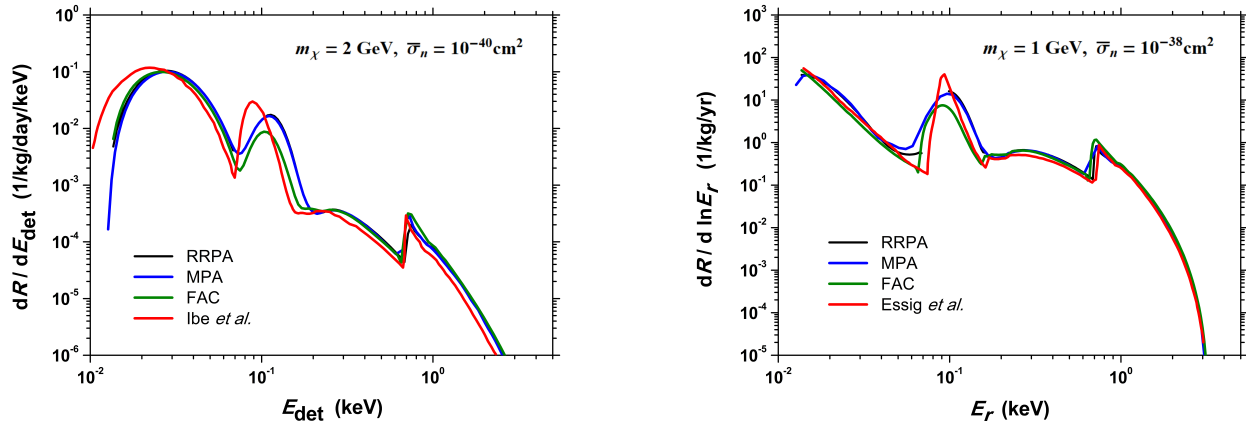 dR / dE_det (1/kg/day/keV)
10^1
10^0
10^-1
10^-2
10^-3
10^-4
10^-5
10^-6
m_χ = 2 GeV, σ̅_n = 10^−40 cm^2
RRPA
MPA
FAC
Ibe et al.
10^-2
10^-1
10^0
E_det (keV)
dR / d lnE_r (1/kg/yr)
10^3
10^2
10^1
10^0
10^-1
10^-2
10^-3
10^-4
10^-5
m_χ = 1 GeV, σ̅_n = 10^−38 cm^2
RRPA
MPA
FAC
Essig et al.
10^-2
10^-1
10^0
E_r (keV)